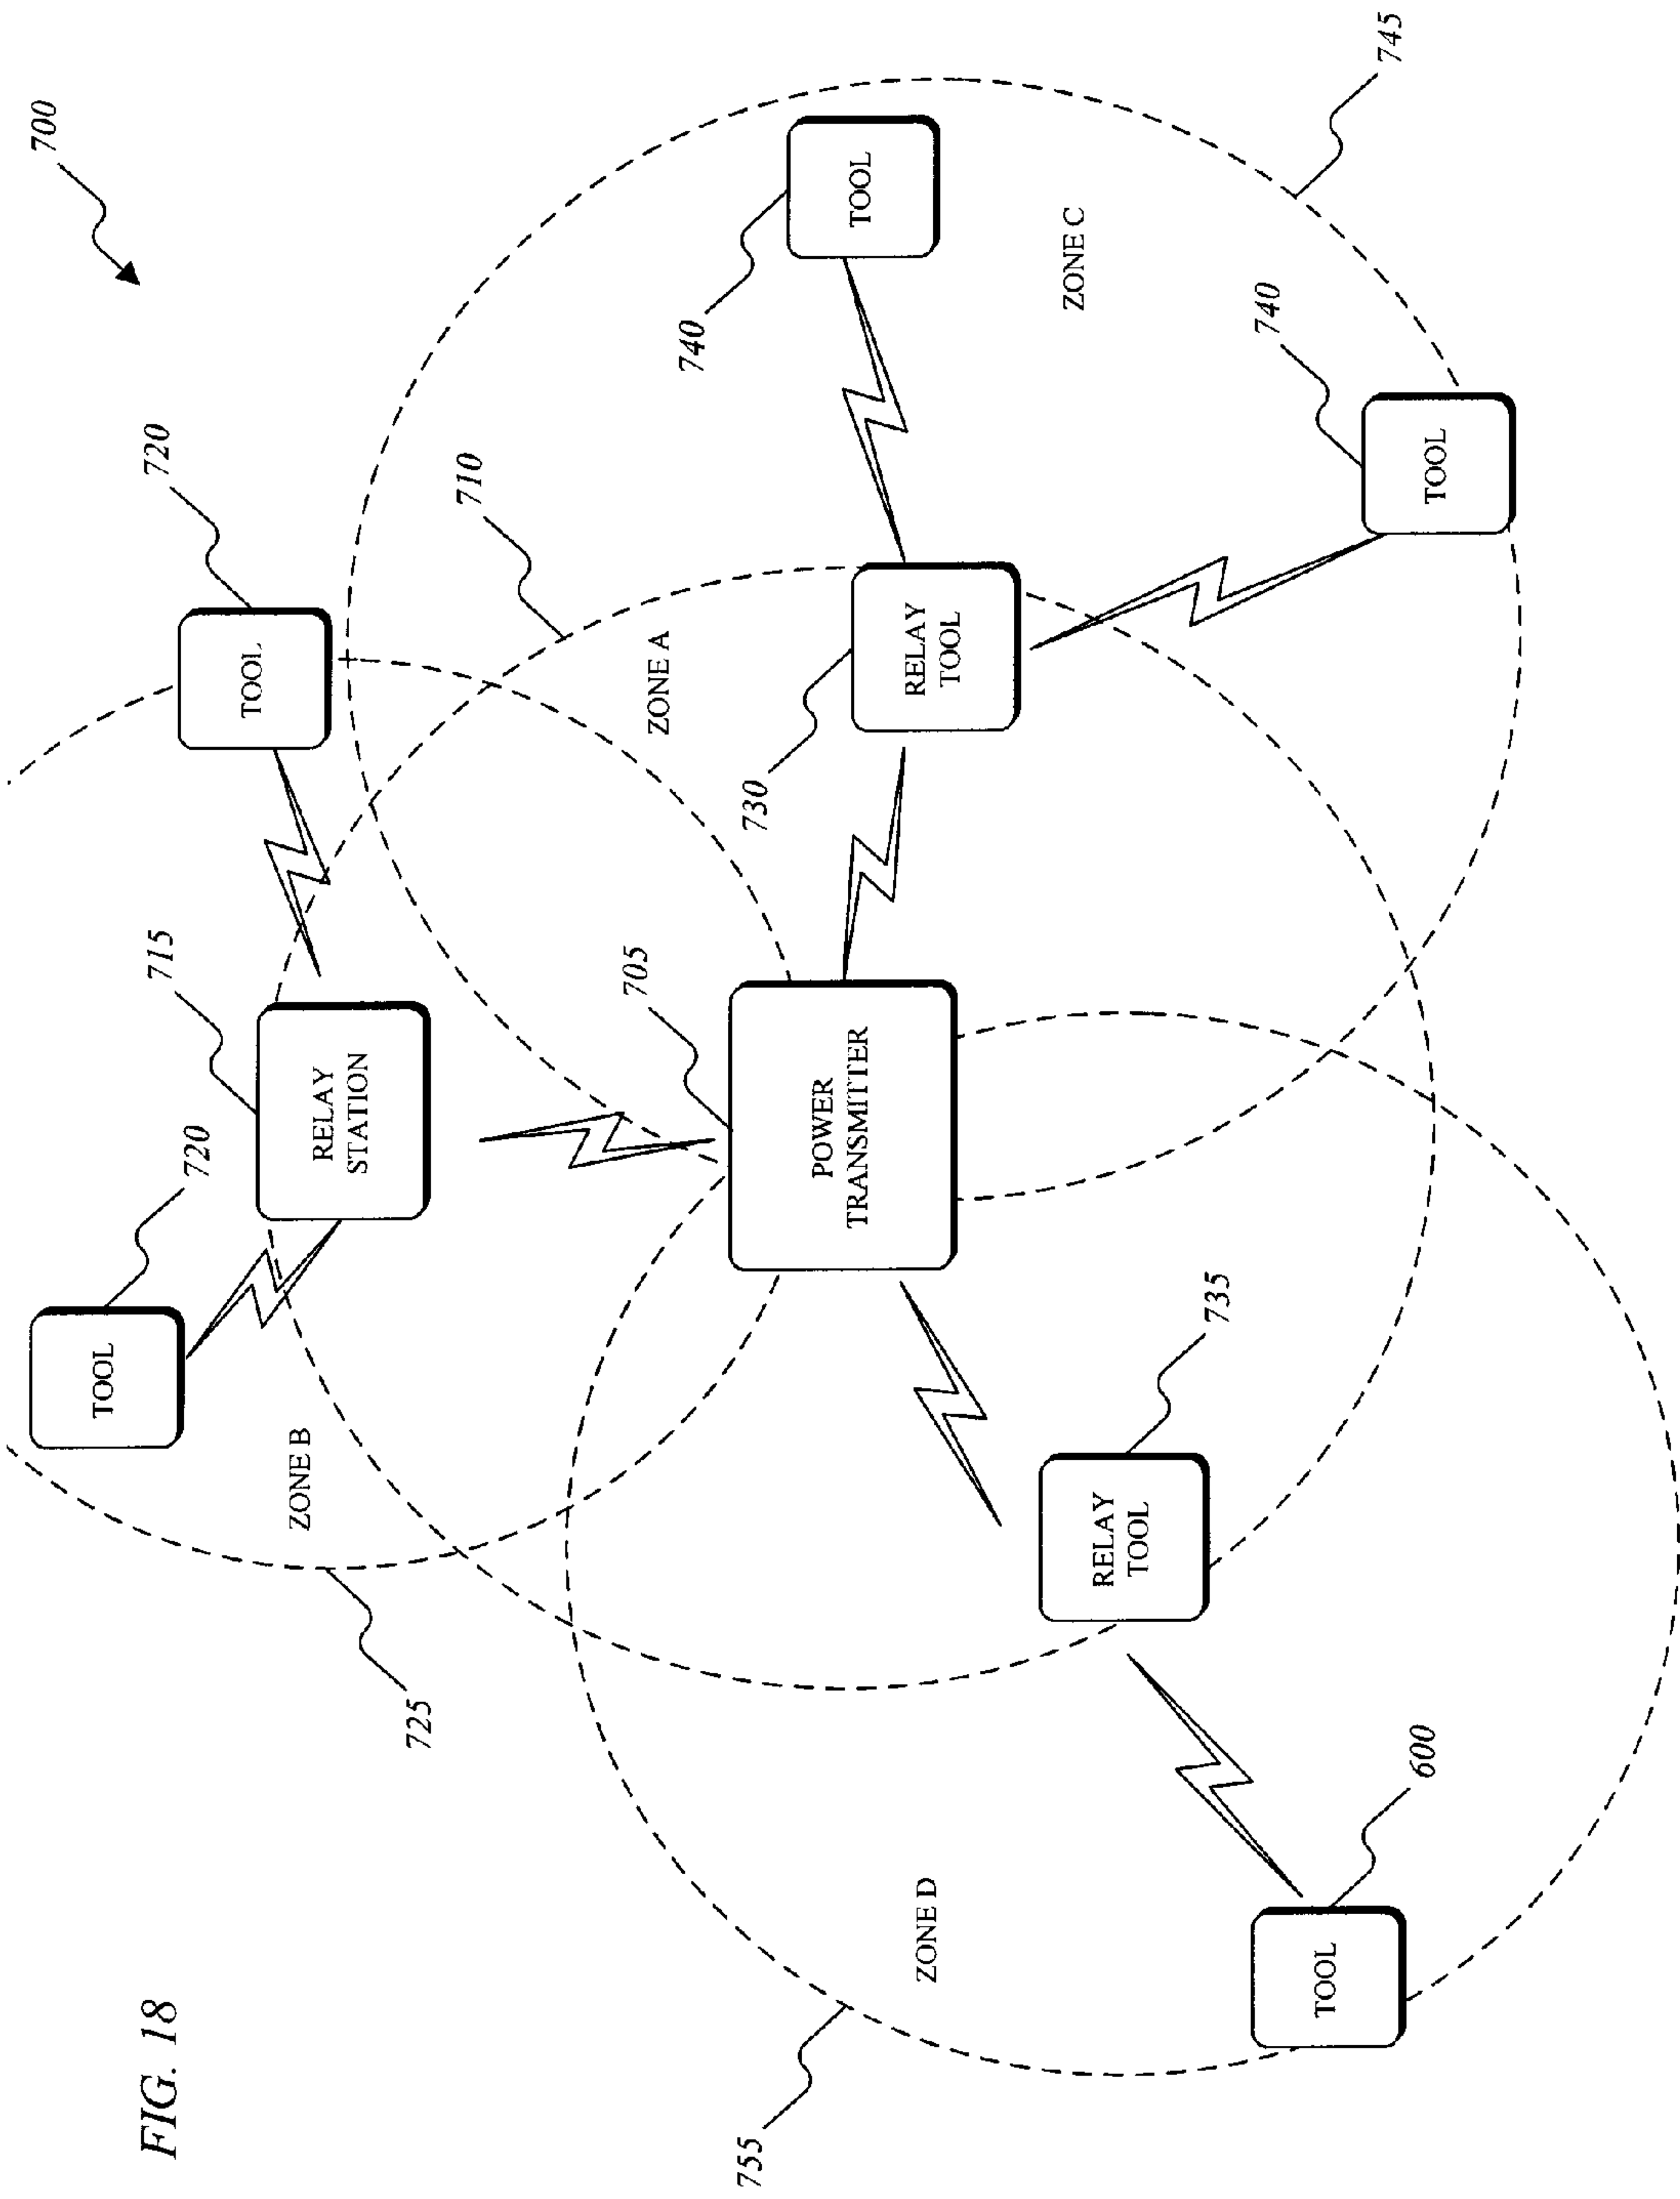 FIG. 18
700
TOOL
720
ZONE B
725
RELAY
STATION
715
TOOL
720
710
ZONE A
POWER
TRANSMITTER
705
RELAY
TOOL
730
TOOL
740
ZONE C
745
TOOL
740
RELAY
TOOL
735
755
ZONE D
TOOL
600